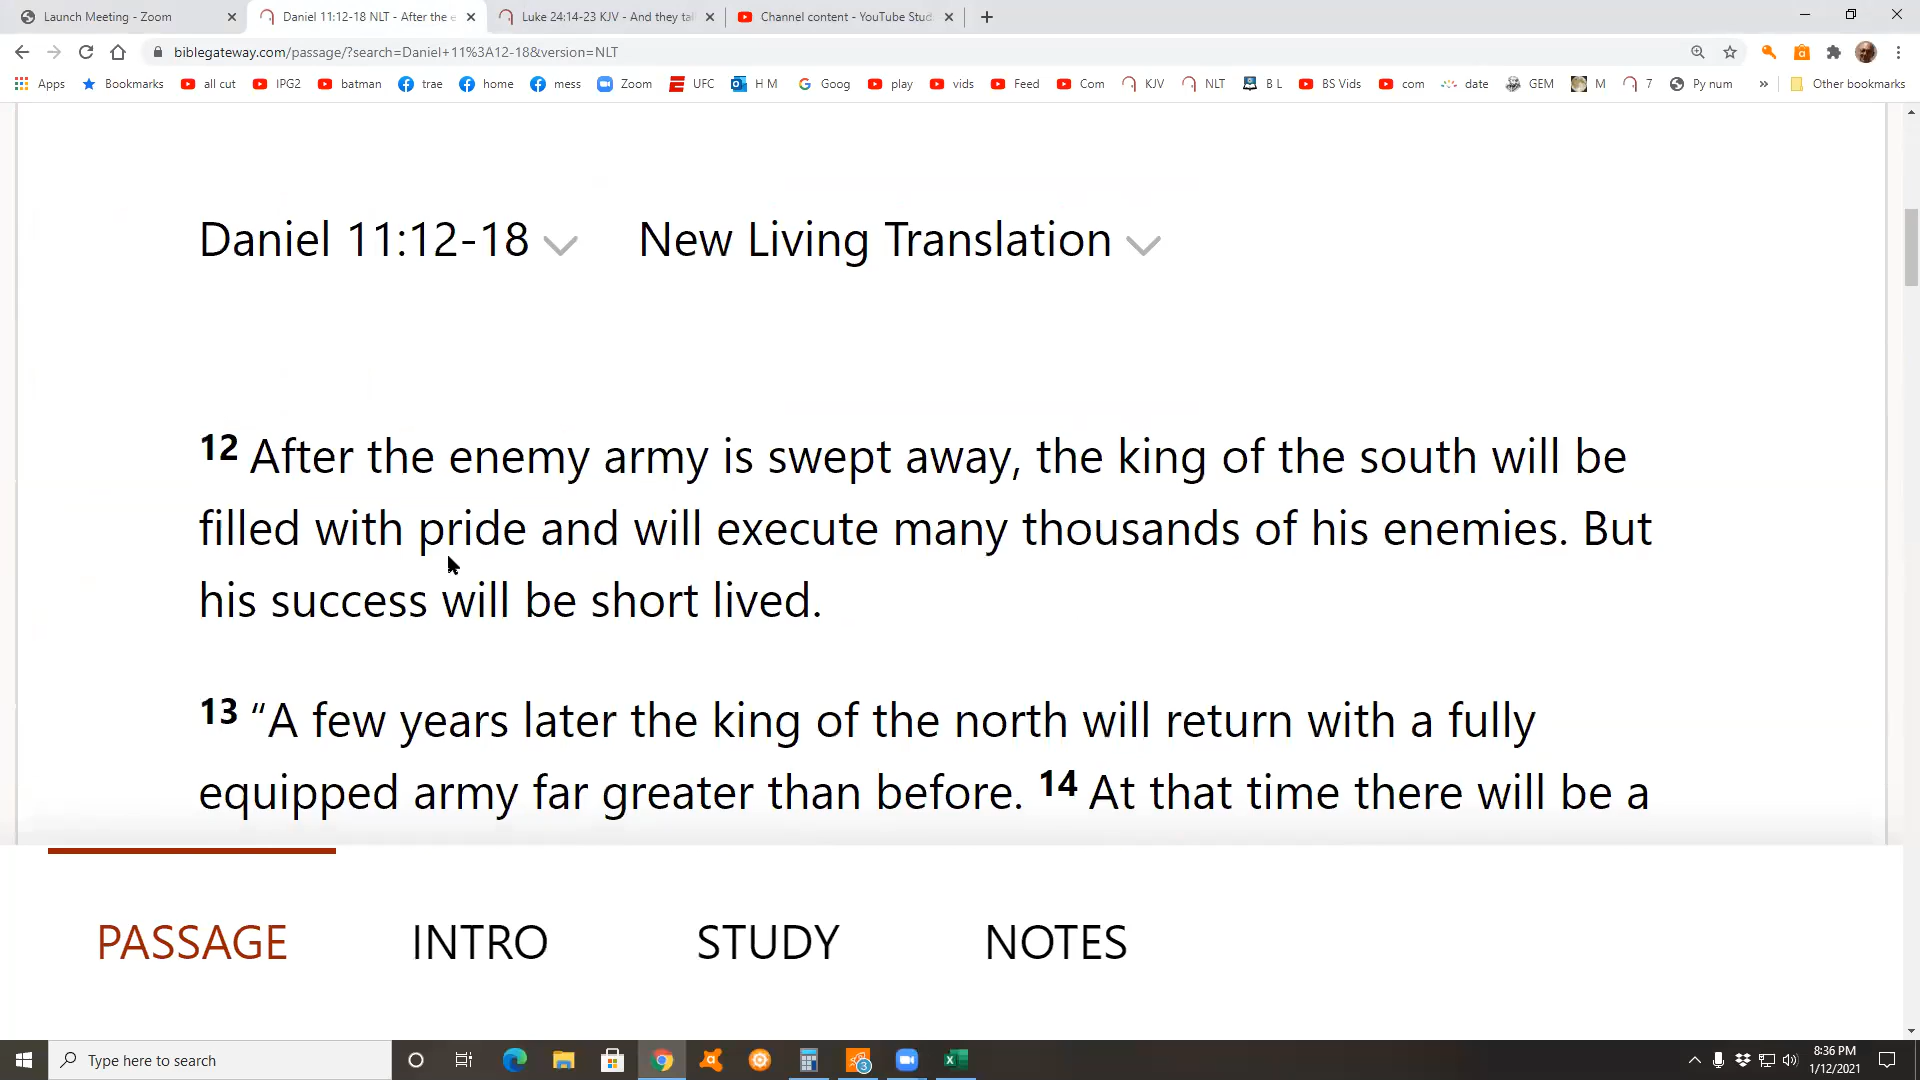 Launch Meeting - Zoom
Daniel 11:12-18 NLT - After the e
Luke 24:14-23 KJV - And they tal
Channel content - YouTube Stud
biblegateway.com/passage/?search=Daniel+11%3A12-18&version=NLT
Apps Bookmarks all cut IPG2 batman trae home mess Zoom UFC H M Goog play vids Feed Com KJV NLT B L BS Vids com date GEM M 7 Py num » Other bookmarks
Daniel 11:12-18 New Living Translation
12 After the enemy army is swept away, the king of the south will be
filled with pride and will execute many thousands of his enemies. But
his success will be short lived.
13 “A few years later the king of the north will return with a fully
equipped army far greater than before. 14 At that time there will be a
PASSAGE INTRO STUDY NOTES
Type here to search
3
8:36 PM
1/12/2021